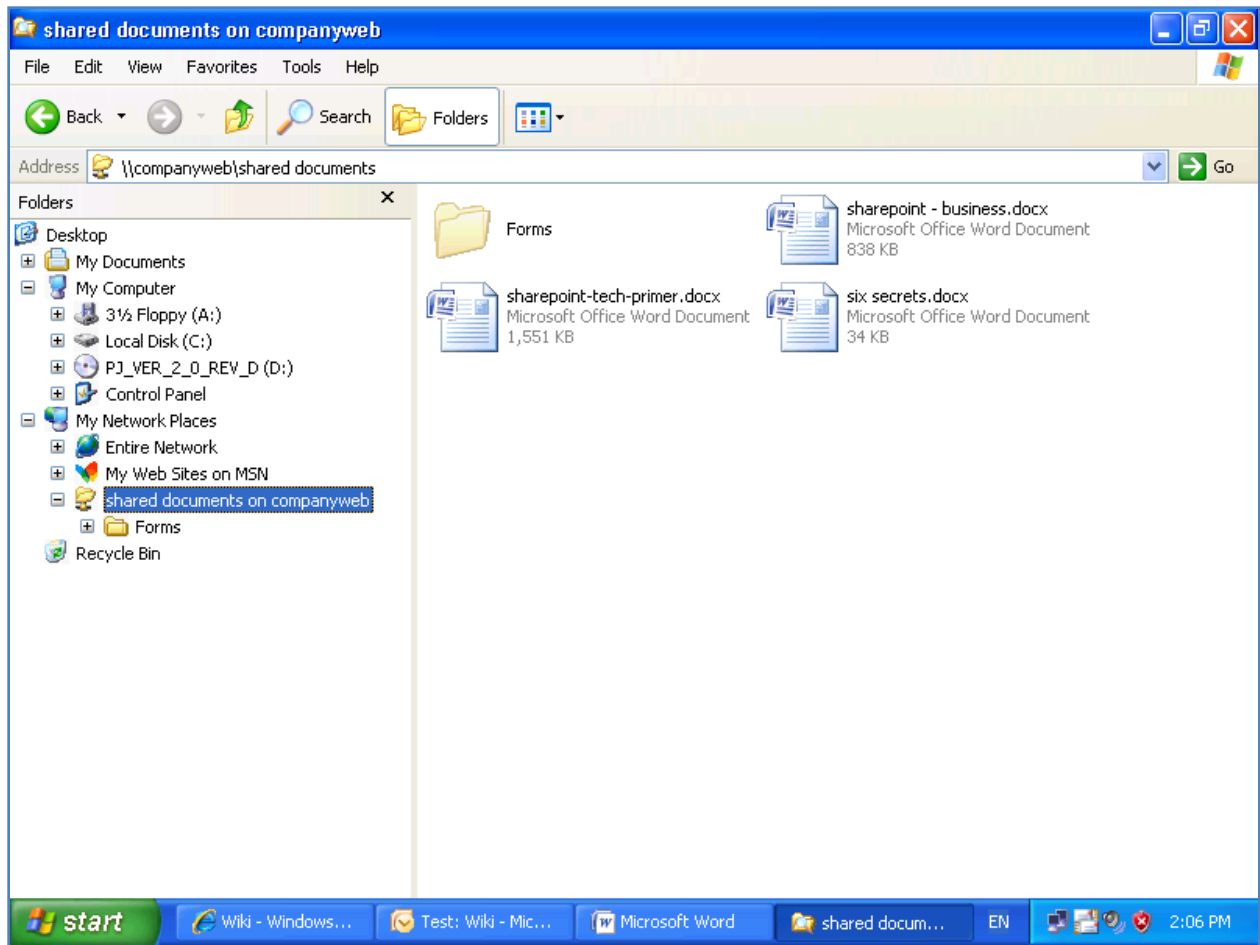 shared documents on companyweb
File Edit View Favorites Tools Help
Back Search Folders
Address \\companyweb\shared documents Go
Folders
Desktop
My Documents
My Computer
3½ Floppy (A:)
Local Disk (C:)
PJ_VER_2_0_REV_D (D:)
Control Panel
My Network Places
Entire Network
My Web Sites on MSN
shared documents on companyweb
Forms
Recycle Bin
Forms
sharepoint - business.docx
Microsoft Office Word Document
838 KB
sharepoint-tech-primer.docx
Microsoft Office Word Document
1,551 KB
six secrets.docx
Microsoft Office Word Document
34 KB
start Wiki - Windows... Test: Wiki - Mic... Microsoft Word shared docum... EN 2:06 PM